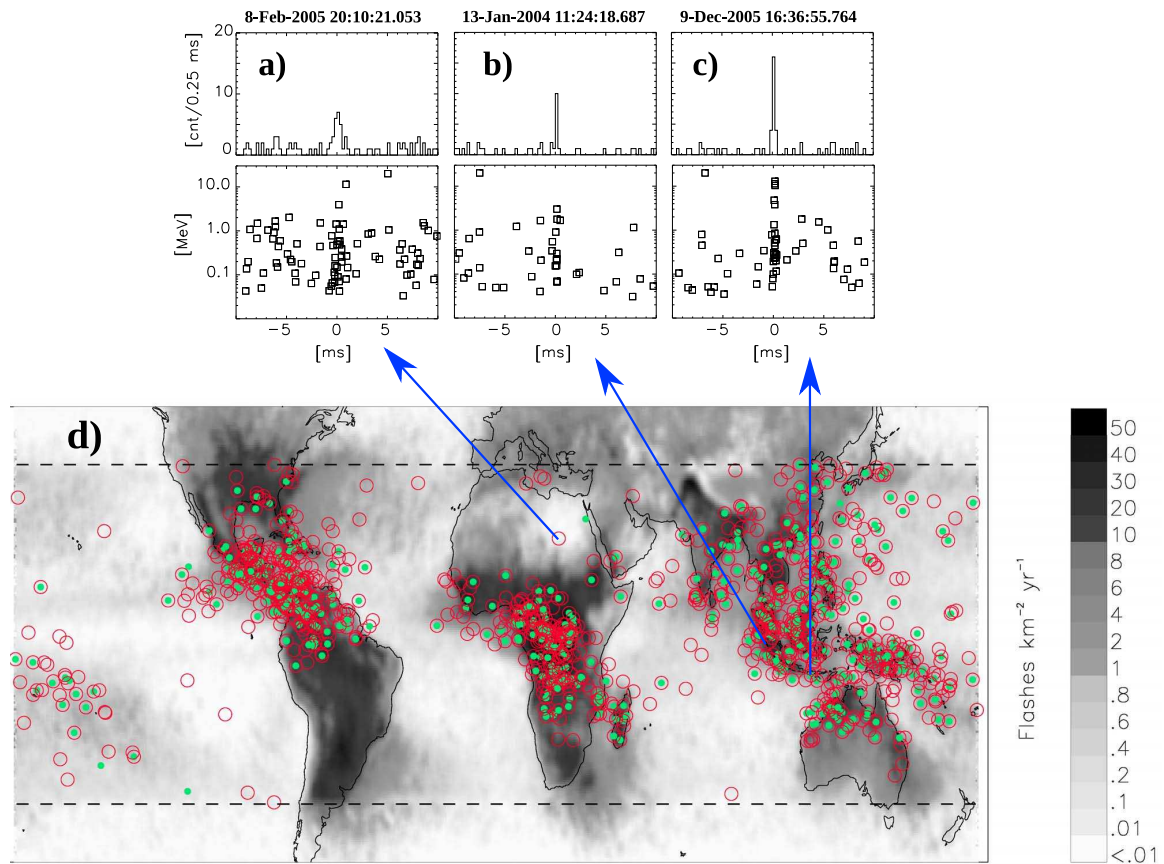 8-Feb-2005 20:10:21.053 13-Jan-2004 11:24:18.687 9-Dec-2005 16:36:55.764
a) b) c)
[cnt/0.25 ms]
20
10
0
[MeV]
10.0
1.0
0.1
−5 0 5 −5 0 5 −5 0 5
[ms] [ms] [ms]
d)
Flashes km⁻² yr⁻¹
50
40
30
20
10
8
6
4
2
1
.8
.6
.4
.2
.1
.01
<.01